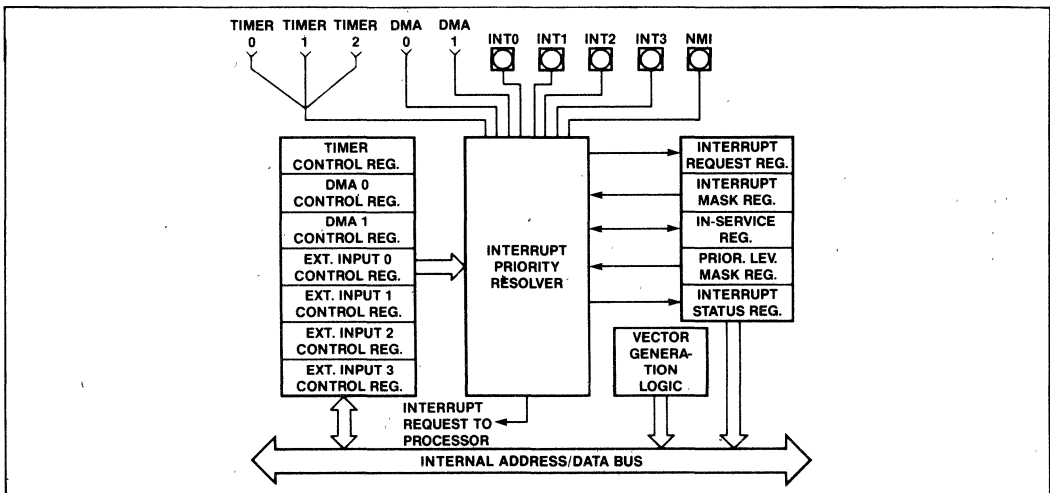 TIMER TIMER TIMER DMA DMA
0 1 2 0 1
INT0 INT1 INT2 INT3 NMI
TIMER
CONTROL REG.
DMA 0
CONTROL REG.
DMA 1
CONTROL REG.
EXT. INPUT 0
CONTROL REG.
EXT. INPUT 1
CONTROL REG.
EXT. INPUT 2
CONTROL REG.
EXT. INPUT 3
CONTROL REG.
INTERRUPT
PRIORITY
RESOLVER
INTERRUPT
REQUEST REG.
INTERRUPT
MASK REG.
IN-SERVICE
REG.
PRIOR. LEV.
MASK REG.
INTERRUPT
STATUS REG.
VECTOR
GENERA-
TION
LOGIC
INTERRUPT
REQUEST TO
PROCESSOR
INTERNAL ADDRESS/DATA BUS